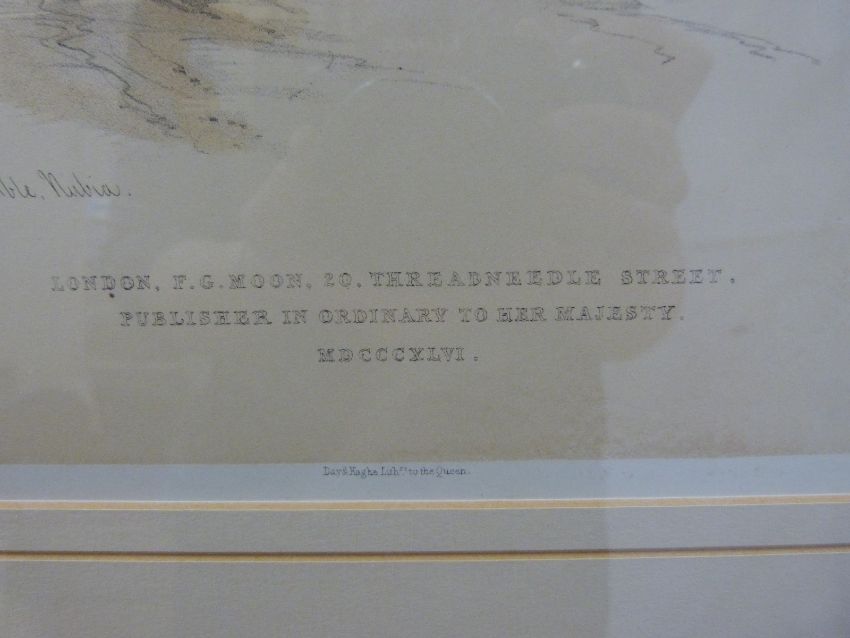 Nubia.
LONDON, F.G. MOON, 20, THREADNEEDLE STREET.
PUBLISHER IN ORDINARY TO HER MAJESTY.
MDCCCXLVI.
Day & Haghe Lithrs. to the Queen.